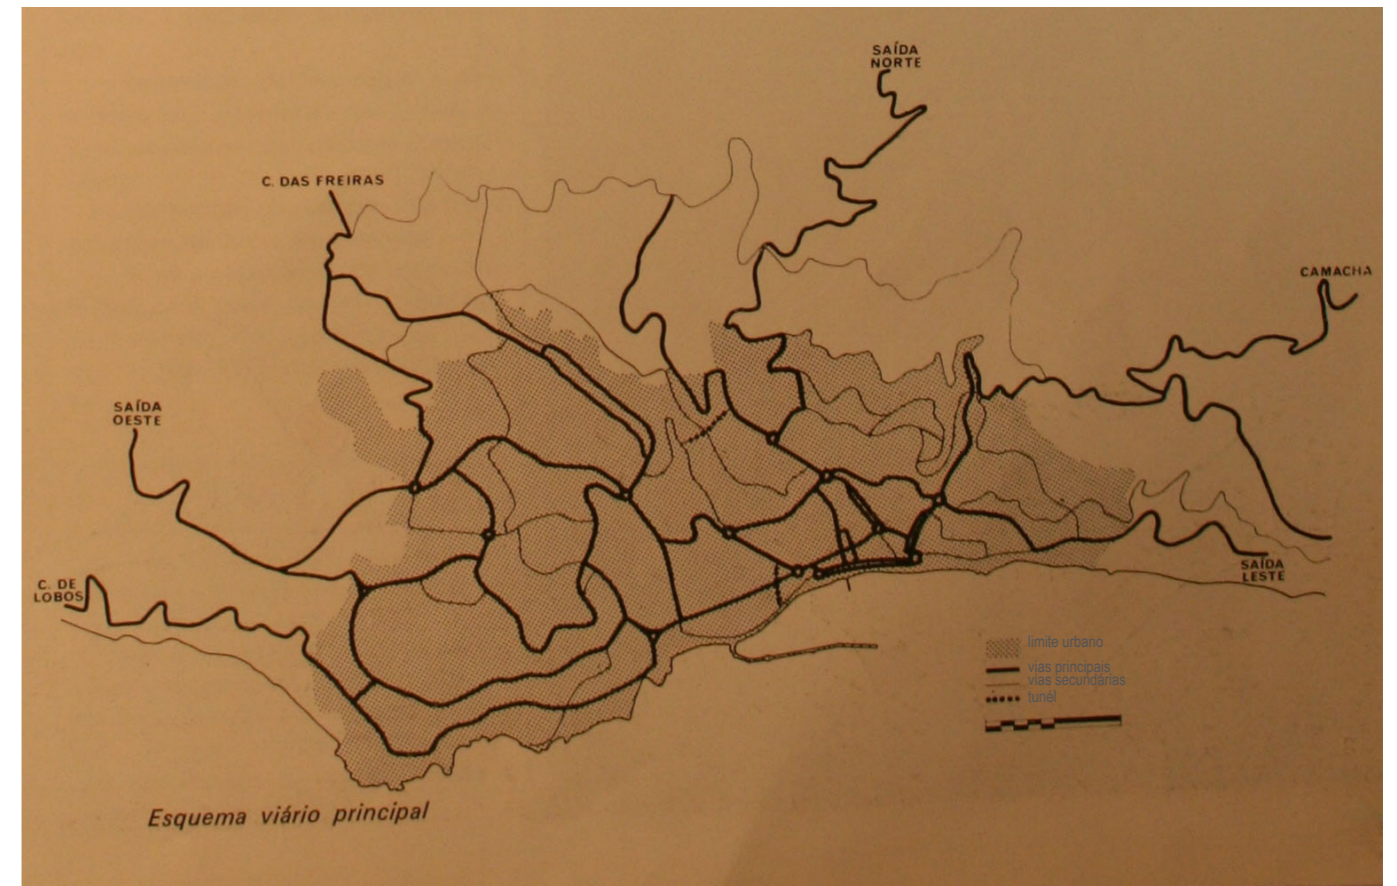 SAÍDA
NORTE
C. DAS FREIRAS
CAMACHA
SAÍDA
OESTE
C. DE
LOBOS
SAÍDA
LESTE
limite urbano
vias principais
vias secundárias
tunél
Esquema viário principal